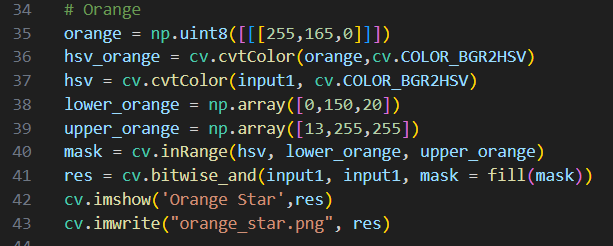 34 # Orange
35 orange = np.uint8([[[255,165,0]]])
36 hsv_orange = cv.cvtColor(orange,cv.COLOR_BGR2HSV)
37 hsv = cv.cvtColor(input1, cv.COLOR_BGR2HSV)
38 lower_orange = np.array([0,150,20])
39 upper_orange = np.array([13,255,255])
40 mask = cv.inRange(hsv, lower_orange, upper_orange)
41 res = cv.bitwise_and(input1, input1, mask = fill(mask))
42 cv.imshow('Orange Star',res)
43 cv.imwrite("orange_star.png", res)